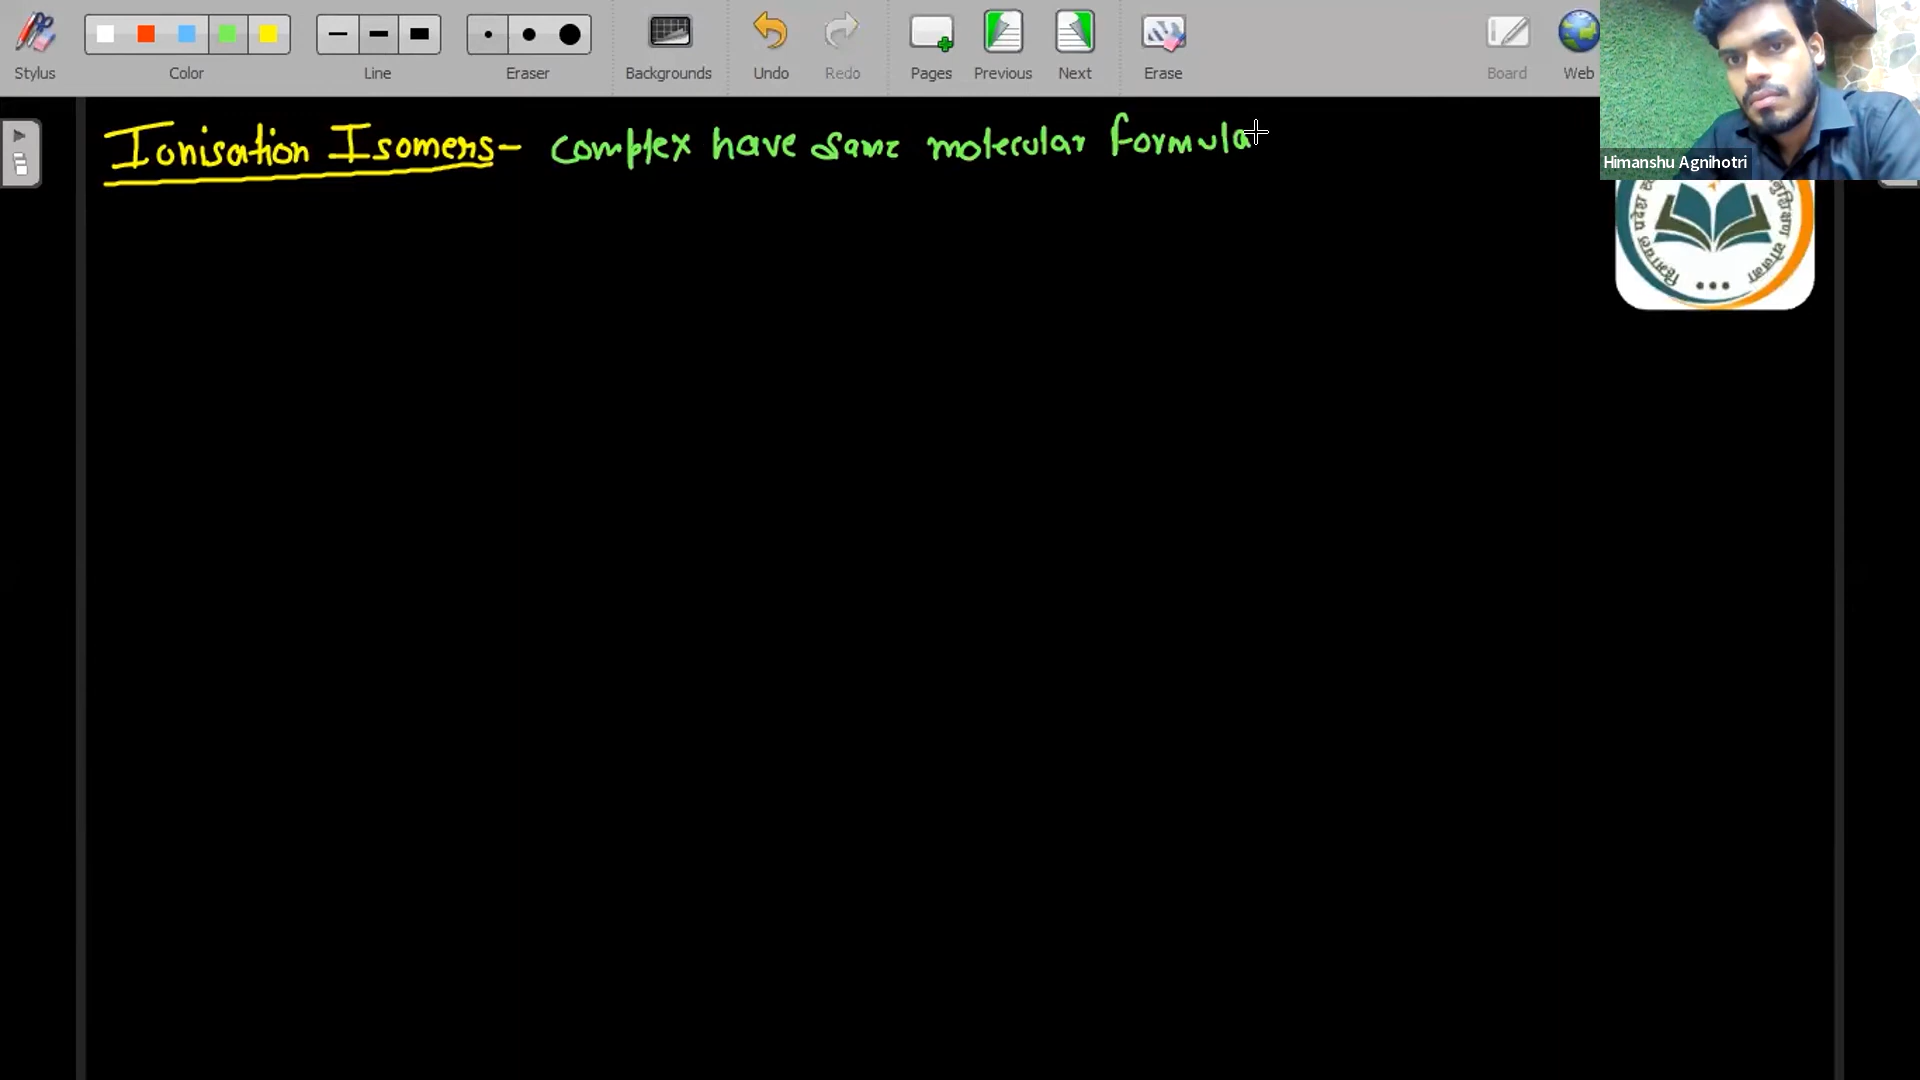 Stylus
Color
Line
Eraser
Backgrounds
Undo
Redo
Pages
Previous
Next
Erase
Board
Web
Ionisation Isomers- complex have same molecular formula
Himanshu Agnihotri